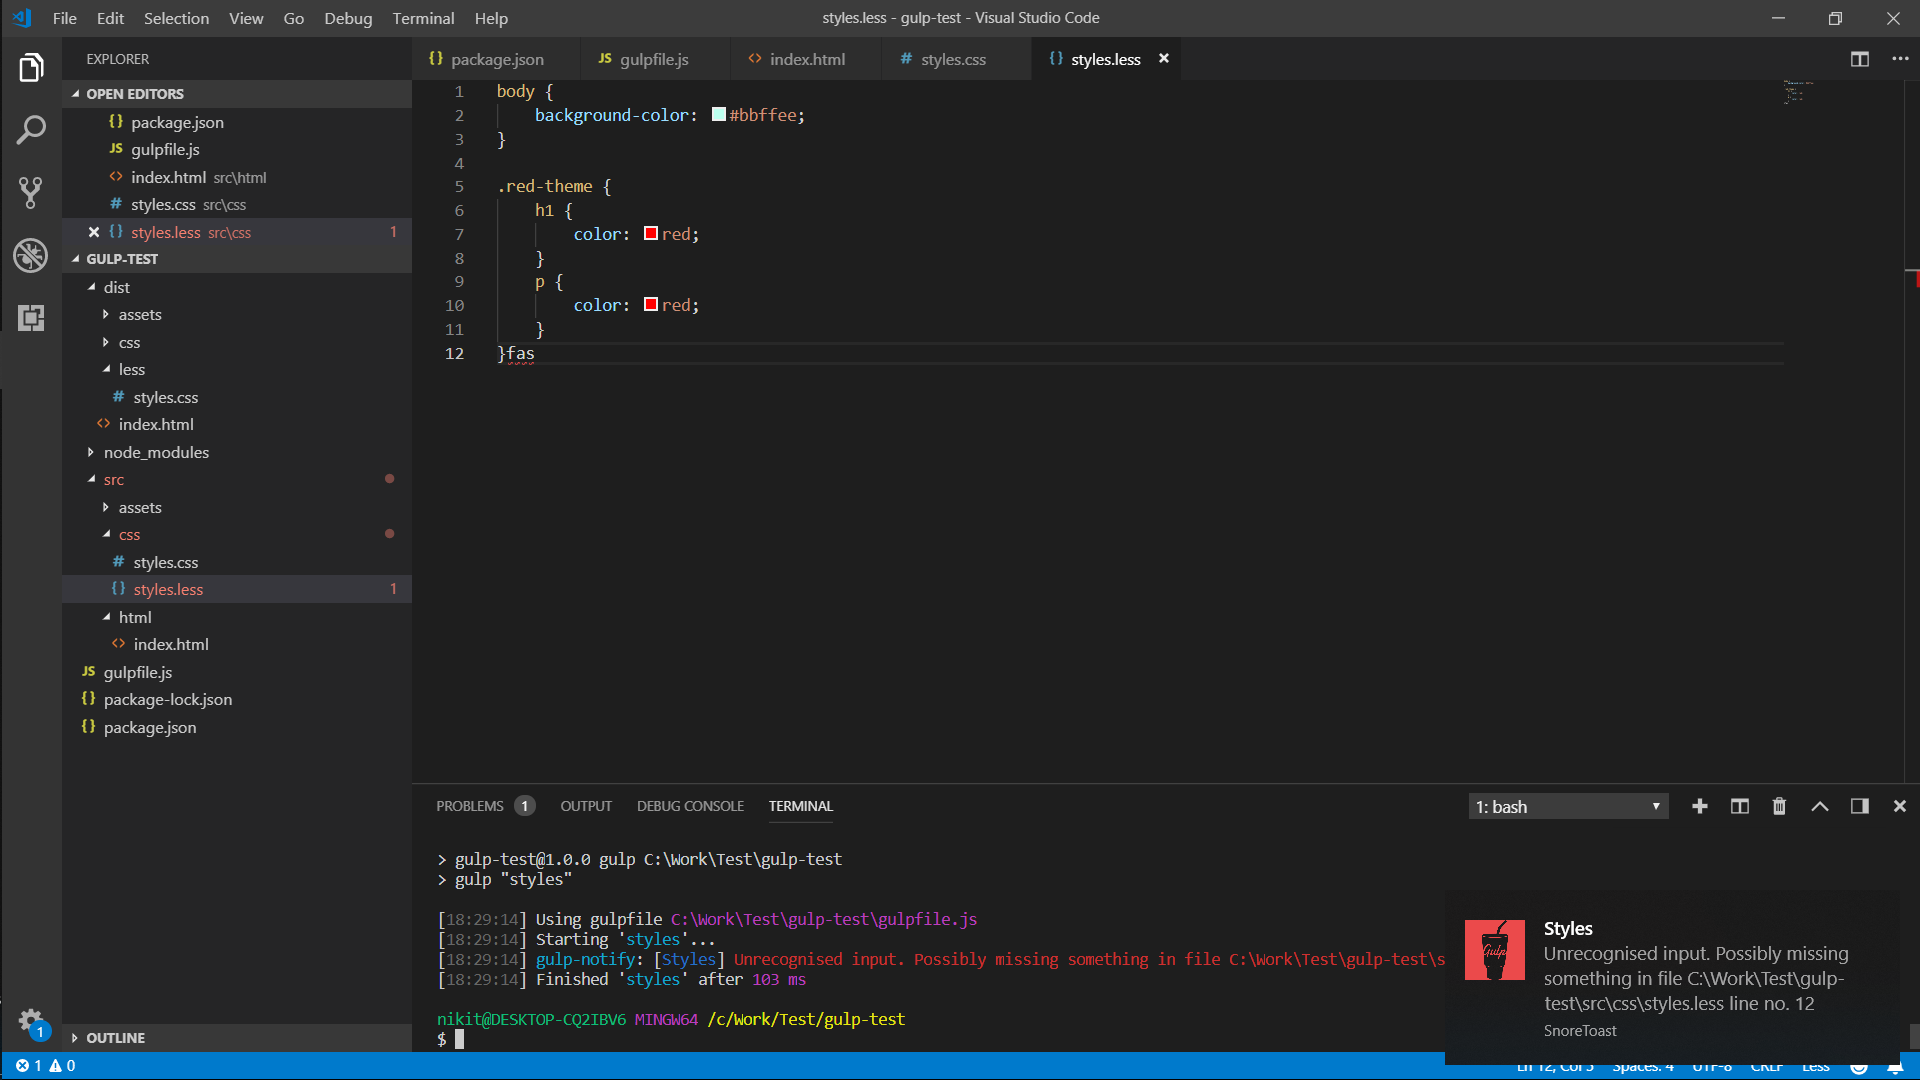 File Edit Selection View Go Debug Terminal Help
styles.less - gulp-test - Visual Studio Code
EXPLORER
OPEN EDITORS
package.json
JS gulpfile.js
index.html src\html
# styles.css src\css
styles.less src\css 1
GULP-TEST
dist
assets
css
less
# styles.css
<> index.html
node_modules
src
assets
css
# styles.css
{} styles.less 1
html
<> index.html
JS gulpfile.js
{} package-lock.json
{} package.json
OUTLINE
1
{} package.json JS gulpfile.js <> index.html # styles.css {} styles.less
1 body {
2 background-color: #bbffee;
3 }
4
5 .red-theme {
6 h1 {
7 color: red;
8 }
9 p {
10 color: red;
11 }
12 }fas
PROBLEMS 1 OUTPUT DEBUG CONSOLE TERMINAL
1: bash
> gulp-test@1.0.0 gulp C:\Work\Test\gulp-test
> gulp "styles"
[18:29:14] Using gulpfile C:\Work\Test\gulp-test\gulpfile.js
[18:29:14] Starting 'styles'...
[18:29:14] gulp-notify: [Styles] Unrecognised input. Possibly missing something in file C:\Work\Test\gulp-test\s
[18:29:14] Finished 'styles' after 103 ms
nikit@DESKTOP-CQ2IBV6 MINGW64 /c/Work/Test/gulp-test
$
Gulp
Styles
Unrecognised input. Possibly missing
something in file C:\Work\Test\gulp-
test\src\css\styles.less line no. 12
SnoreToast
1 0
Ln 12, Col 5 Spaces: 4 UTF-8 CRLF Less